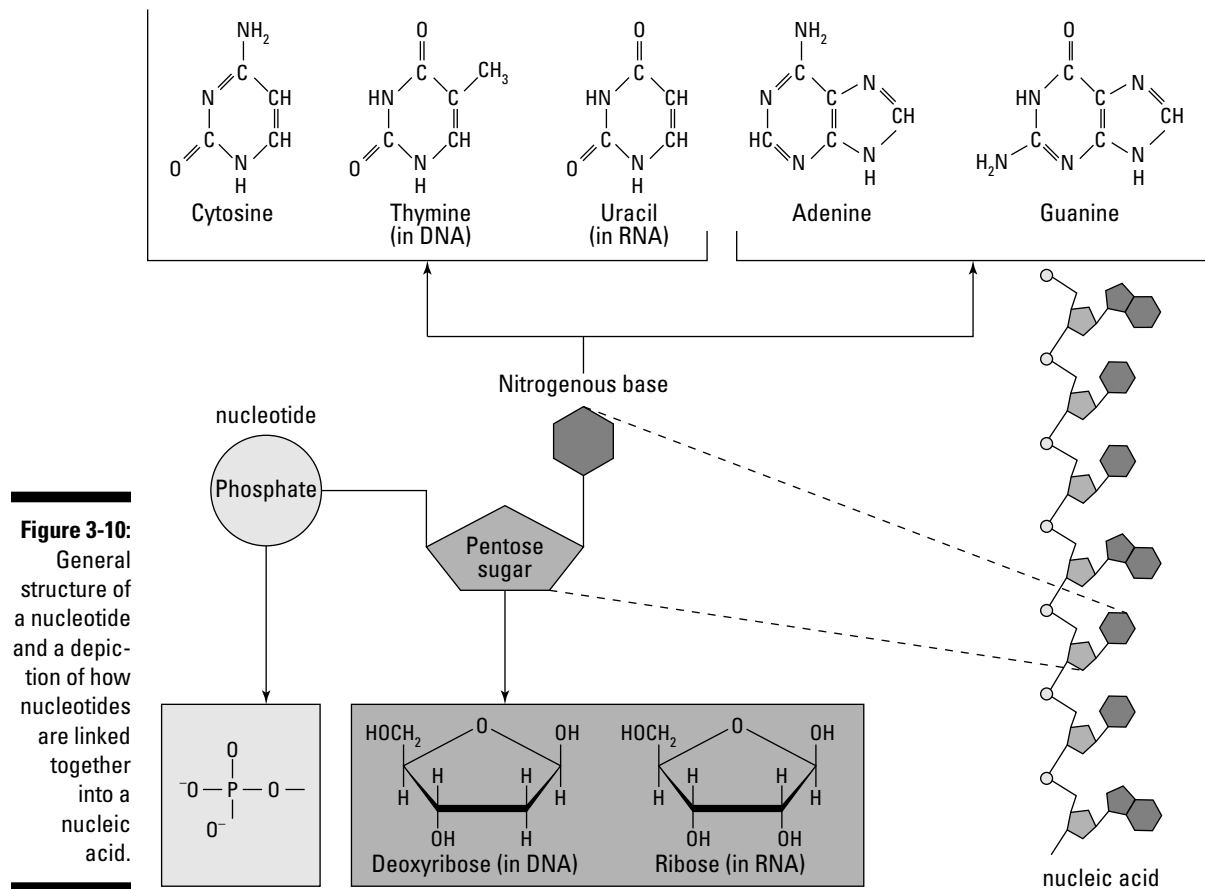 NH₂
C
N
CH
C
CH
O
N
H
Cytosine
O
C
CH₃
HN
C
C
CH
O
N
H
Thymine
(in DNA)
O
C
HN
CH
C
CH
O
N
H
Uracil
(in RNA)
NH₂
C
N
N
C
CH
HC
C
N
N
H
Adenine
O
C
N
HN
C
CH
C
C
H₂N
N
N
H
Guanine
Nitrogenous base
nucleotide
Phosphate
Pentose
sugar
Figure 3-10:
General
structure of
a nucleotide
and a depic-
tion of how
nucleotides
are linked
together
into a
nucleic
acid.
O
⁻O — P — O —
O⁻
HOCH₂
O
OH
C
H
H
H
H
OH
H
Deoxyribose (in DNA)
HOCH₂
O
OH
H
H
H
H
OH
OH
Ribose (in RNA)
nucleic acid